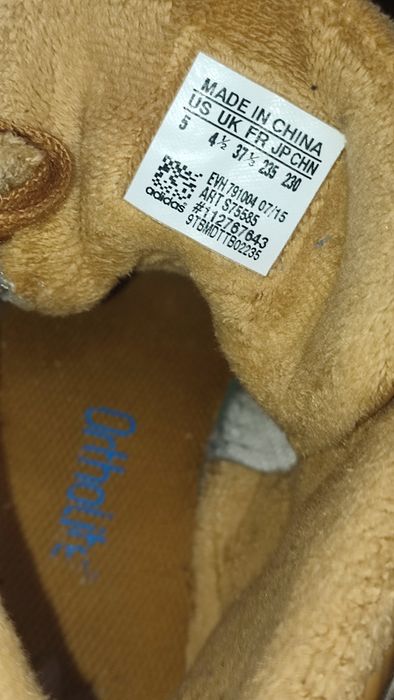 MADE IN CHINA
US UK FR JP CHN
5 4½ 37⅓ 235 230
EVH 791004 07/15
ART S75585
#112767643
9TBMDTTB02235
adidas
Ortholite